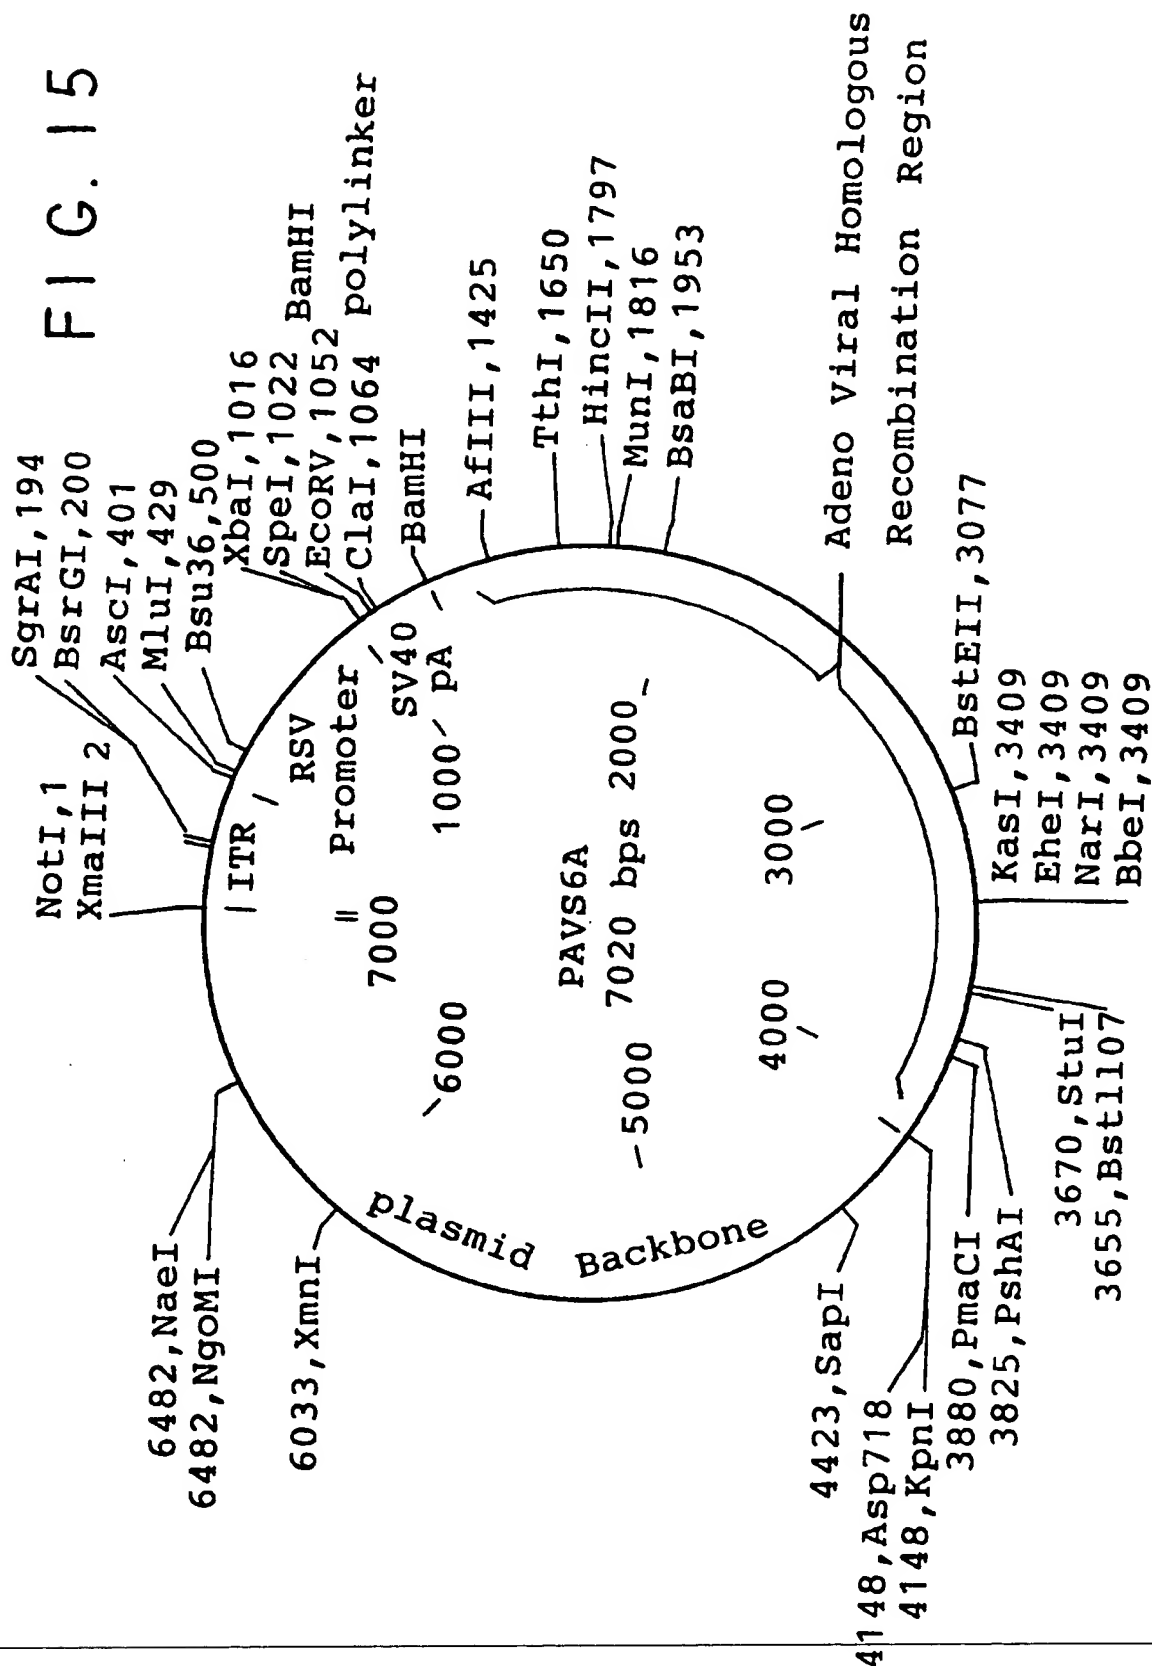 FIG. 15
NotI,1
XmaIII 2
SgrAI,194
BsrGI,200
AscI,401
MluI,429
Bsu36,500
XbaI,1016
SpeI,1022 BamHI
EcoRV,1052
ClaI,1064 polylinker
BamHI
AflII,1425
TthI,1650
HincII,1797
MunI,1816
BsaBI,1953
Adeno Viral Homologous
Recombination Region
BstEII,3077
KasI,3409
EheI,3409
NarI,3409
BbeI,3409
3670,StuI
3655,Bst1107
3880,PmaCI
3825,PshAI
4148,Asp718
4148,KpnI
4423,SapI
6033,XmnI
6482,NaeI
6482,NgoMI
ITR
RSV
Promoter
SV40
pA
1000
2000
3000
4000
5000
6000
7000
PAVS6A
7020 bps
plasmid Backbone